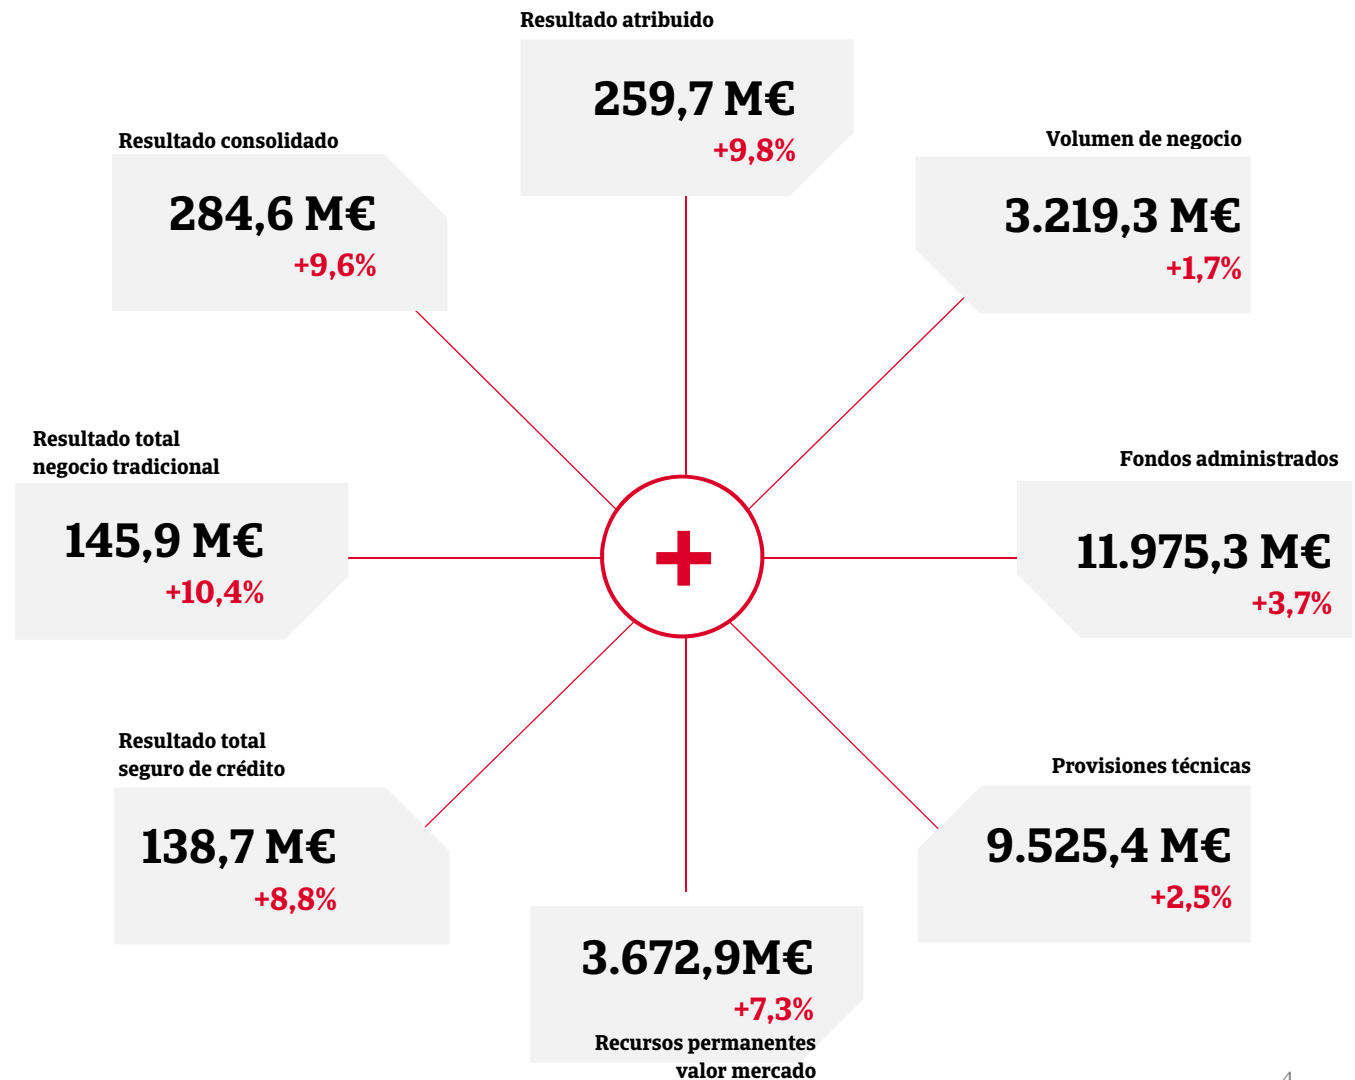 Resultado atribuido
259,7 M€
+9,8%
Resultado consolidado
284,6 M€
+9,6%
Volumen de negocio
3.219,3 M€
+1,7%
Resultado total
negocio tradicional
145,9 M€
+10,4%
Fondos administrados
11.975,3 M€
+3,7%
+
Resultado total
seguro de crédito
138,7 M€
+8,8%
Provisiones técnicas
9.525,4 M€
+2,5%
3.672,9M€
+7,3%
Recursos permanentes
valor mercado
4